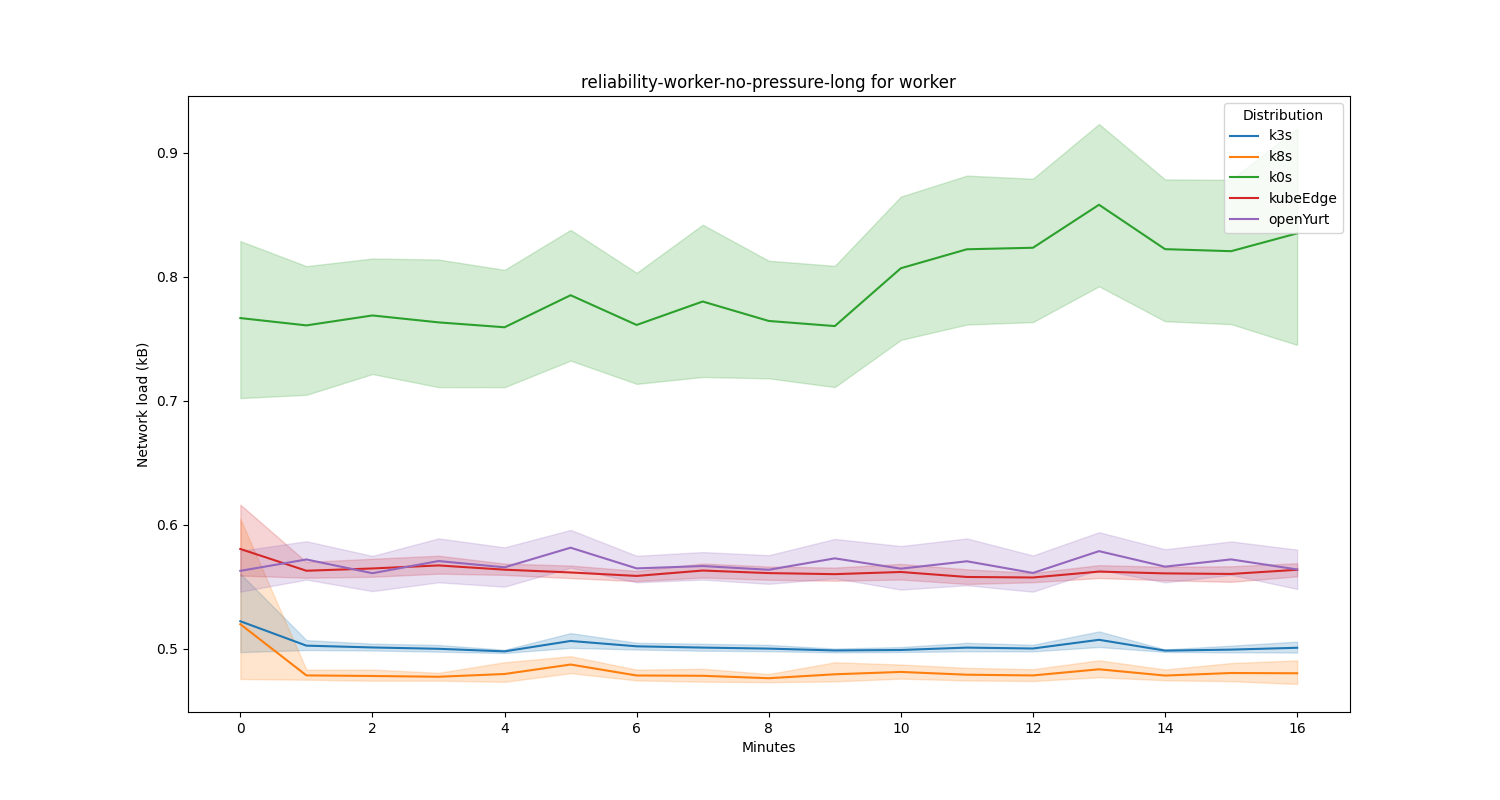 reliability-worker-no-pressure-long for worker
Distribution
k3s
k8s
k0s
kubeEdge
openYurt
Network load (kB)
0.9
0.8
0.7
0.6
0.5
0 2 4 6 8 10 12 14 16
Minutes